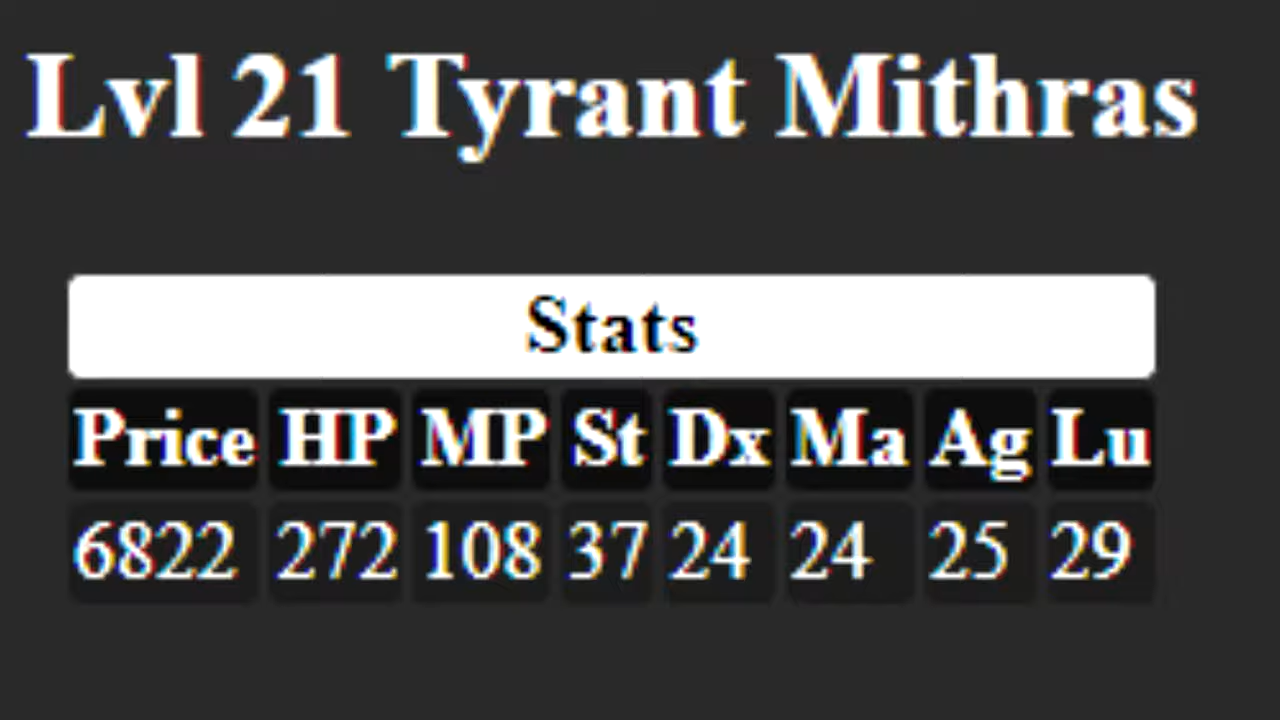 Lvl 21 Tyrant Mithras
Stats
Price HP MP St Dx Ma Ag Lu
6822 272 108 37 24 24 25 29